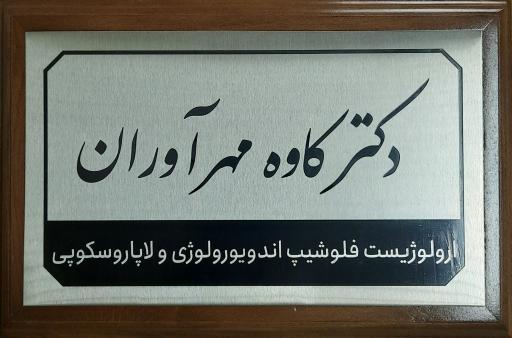 دکتر کاوه مهرآوران
ارولوژیست فلوشیپ اندویورولوژی و لاپاروسکوپی